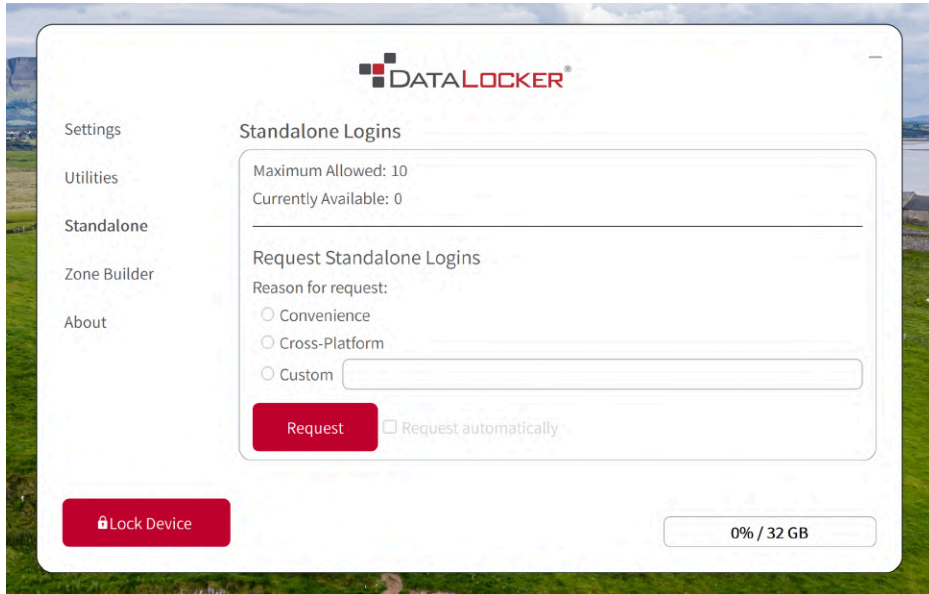 DATALOCKER®
Settings
Utilities
Standalone
Zone Builder
About
Standalone Logins
Maximum Allowed: 10
Currently Available: 0
Request Standalone Logins
Reason for request:
Convenience
Cross-Platform
Custom
Request
Request automatically
Lock Device
0% / 32 GB